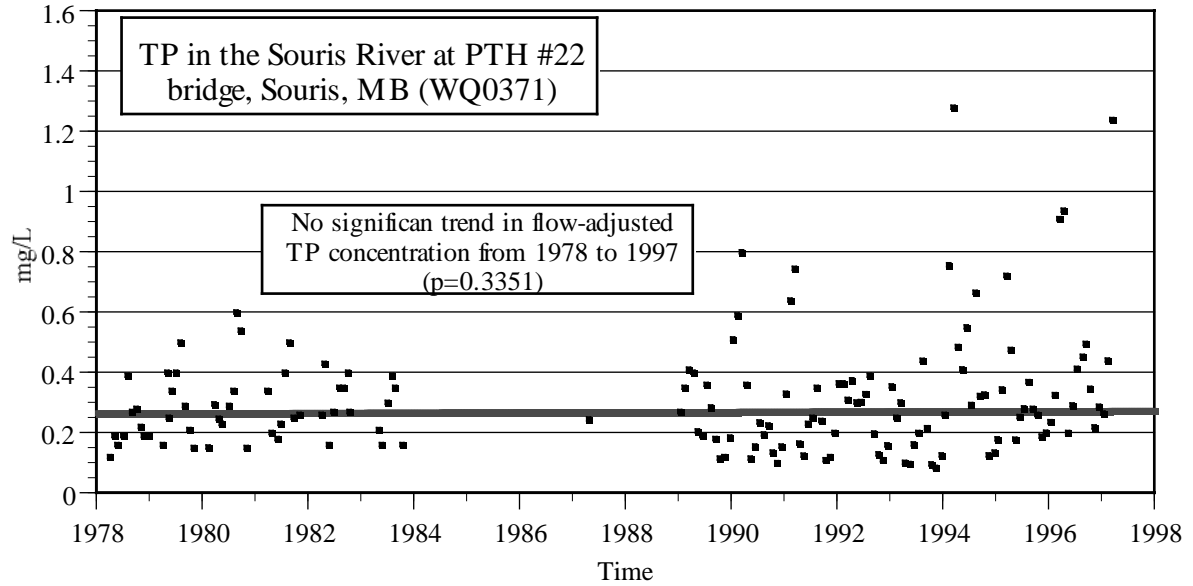 1.6
TP in the Souris River at PTH #22
bridge, Souris, MB (WQ0371)
1.4
1.2
1
No significan trend in flow-adjusted
TP concentration from 1978 to 1997
(p=0.3351)
mg/L
0.8
0.6
0.4
0.2
0
1978 1980 1982 1984 1986 1988 1990 1992 1994 1996 1998
Time